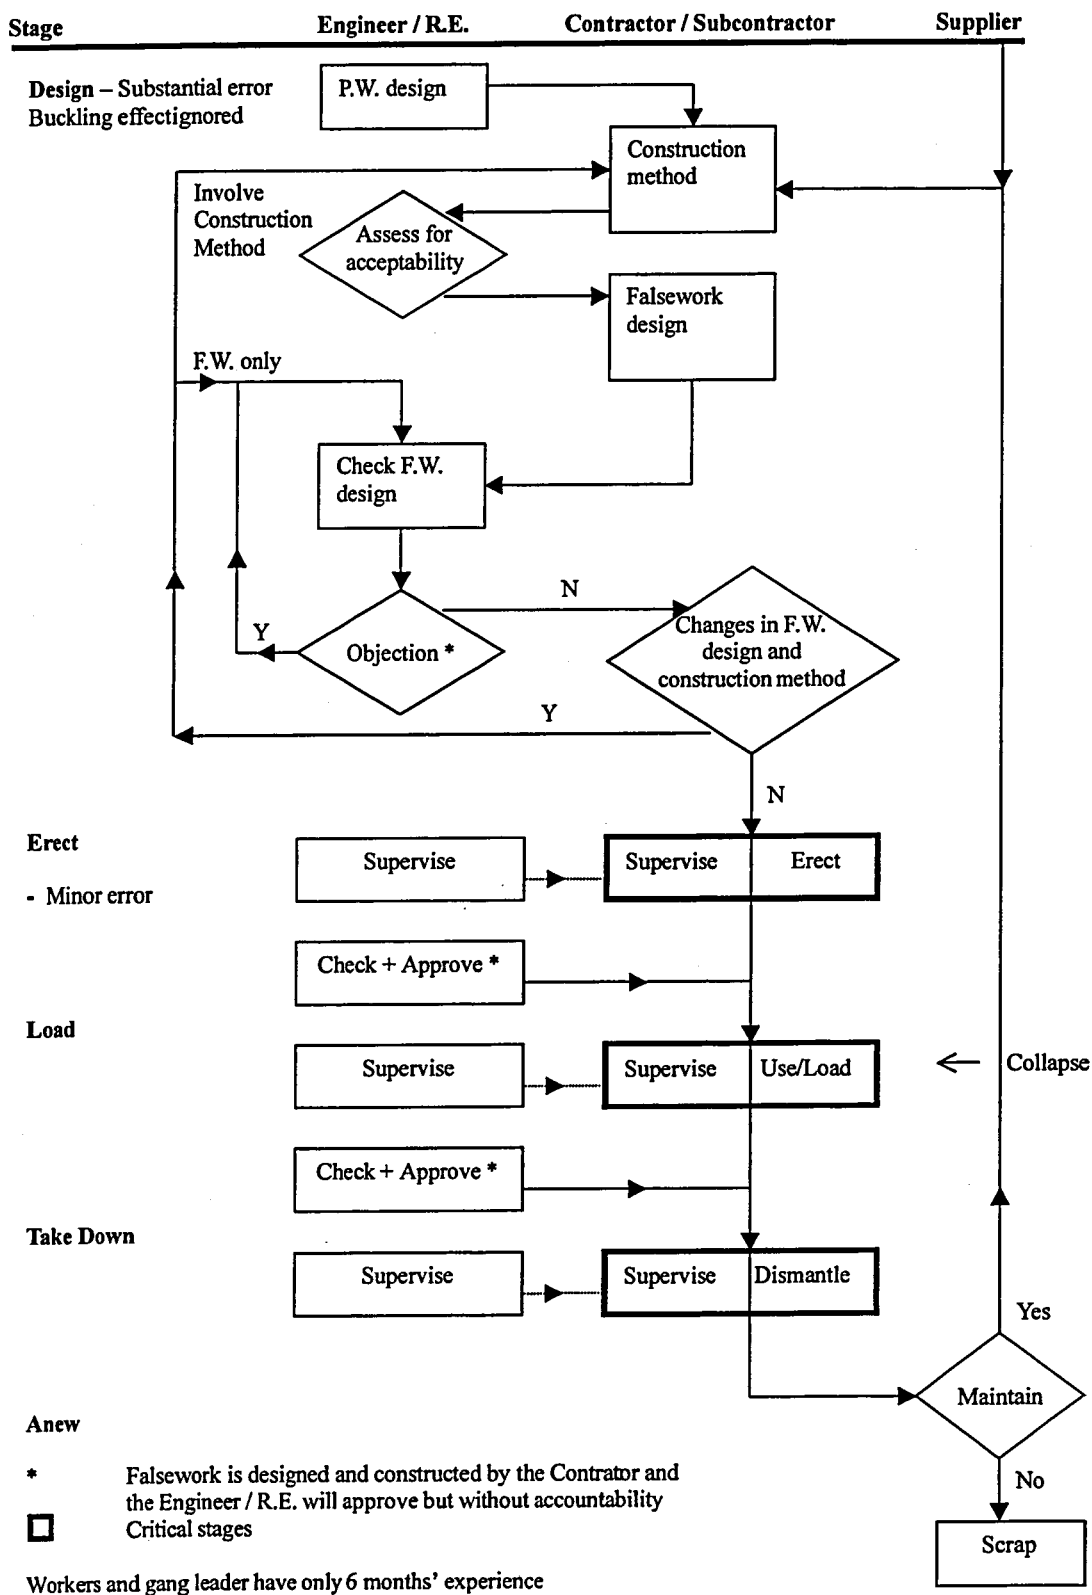 Stage Engineer / R.E. Contractor / Subcontractor Supplier
Design – Substantial error
Buckling effectignored
P.W. design
Construction
method
Involve
Construction
Method
Assess for
acceptability
Falsework
design
F.W. only
Check F.W.
design
N
Changes in F.W.
design and
construction method
Y
Objection *
Y
N
Erect
Supervise
Supervise
Erect
- Minor error
Check + Approve *
Load
Supervise
Supervise
Use/Load
Collapse
Check + Approve *
Take Down
Supervise
Supervise
Dismantle
Yes
Maintain
Anew
* Falsework is designed and constructed by the Contrator and
the Engineer / R.E. will approve but without accountability
Critical stages
No
Scrap
Workers and gang leader have only 6 months' experience